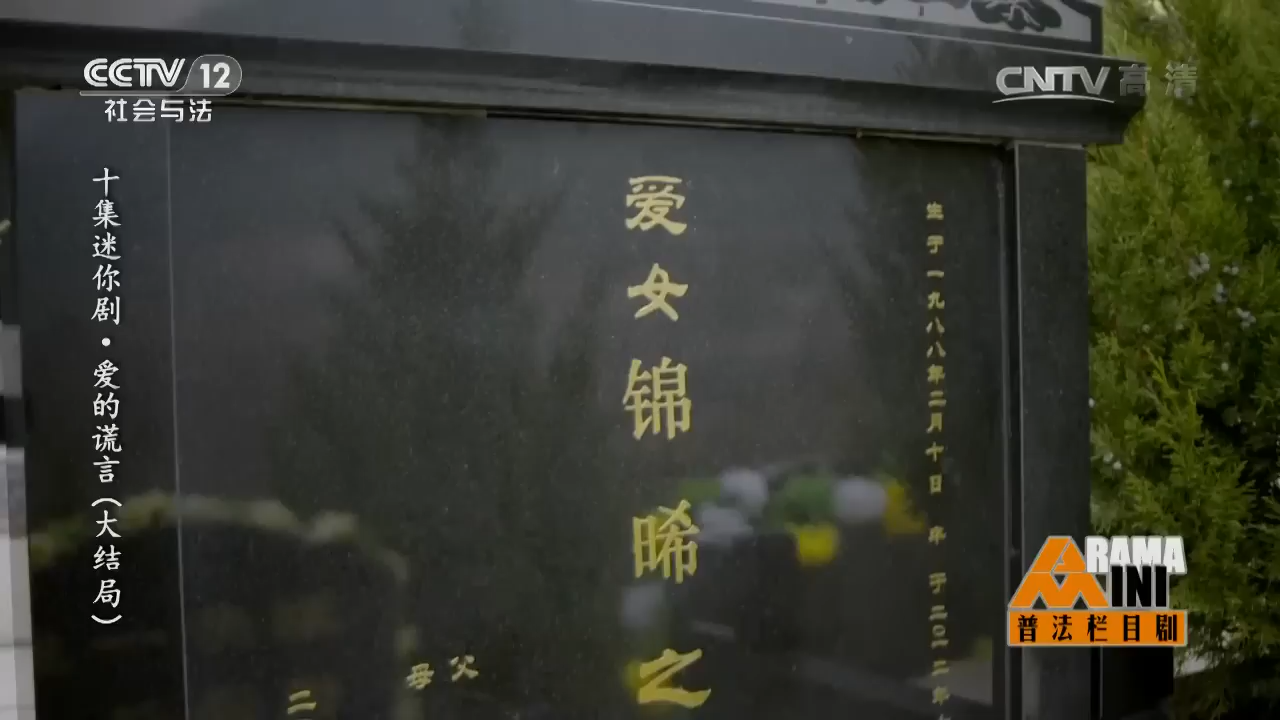 CCTV 12
社会与法
CNTV 高清
十集迷你剧·爱的谎言(大结局)
生于一九八八年二月十日
于二〇一二年
爱女锦晞之
父
母
二
DRAMA
MINI
普法栏目剧